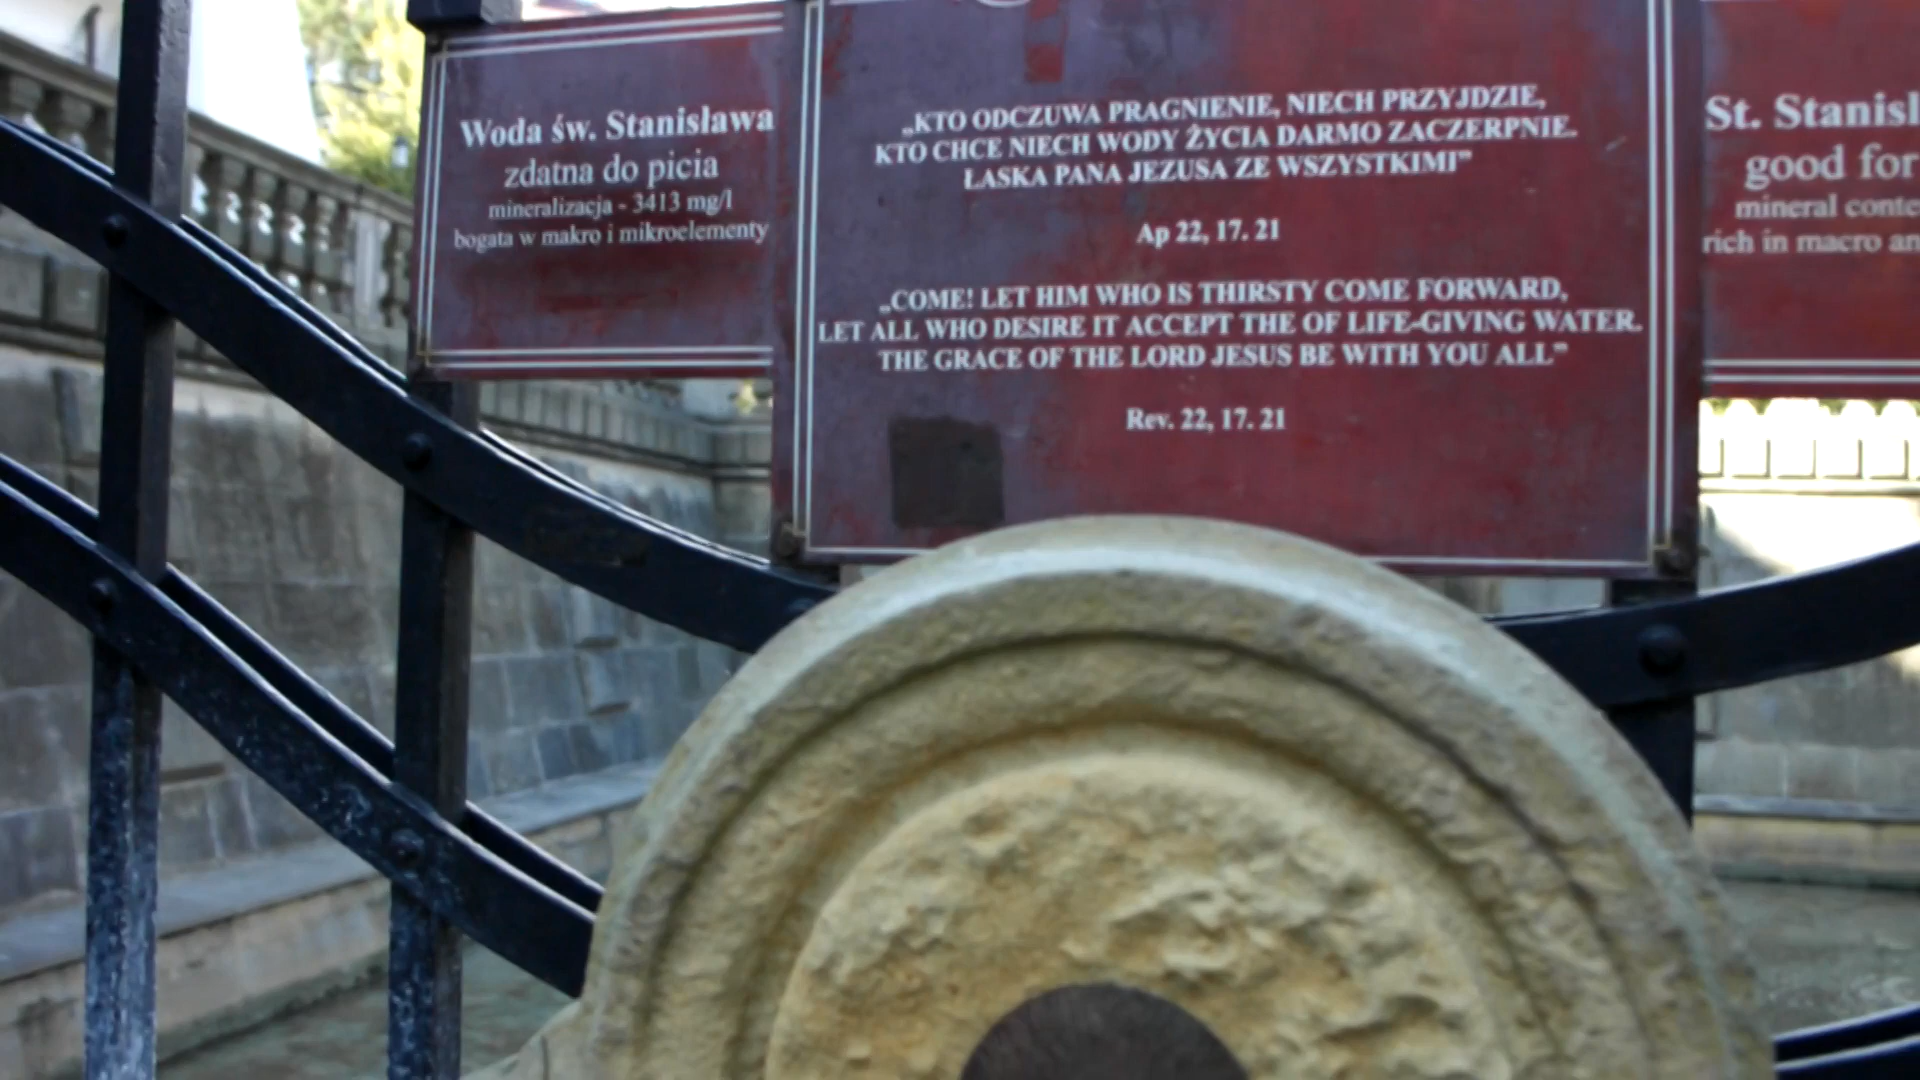 Woda św. Stanisława
zdatna do picia
mineralizacja - 3413 mg/l
bogata w makro i mikroelementy
„KTO ODCZUWA PRAGNIENIE, NIECH PRZYJDZIE,
KTO CHCE NIECH WODY ŻYCIA DARMO ZACZERPNIE.
ŁASKA PANA JEZUSA ZE WSZYSTKIMI”
Ap 22, 17. 21
„COME! LET HIM WHO IS THIRSTY COME FORWARD,
LET ALL WHO DESIRE IT ACCEPT THE OF LIFE-GIVING WATER.
THE GRACE OF THE LORD JESUS BE WITH YOU ALL”
Rev. 22, 17. 21
St.
good for
mineral
rich in macro